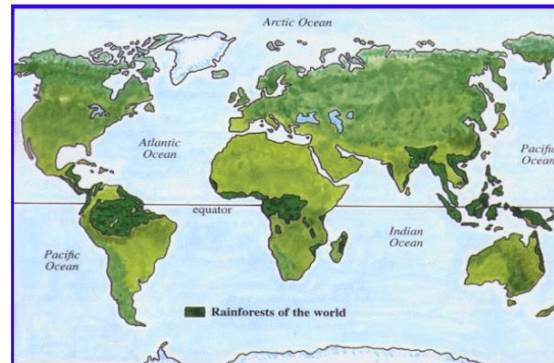 Arctic Ocean
Atlantic
Ocean
Pacific
Ocean
equator
Indian
Ocean
Pacific
Ocean
Rainforests of the world